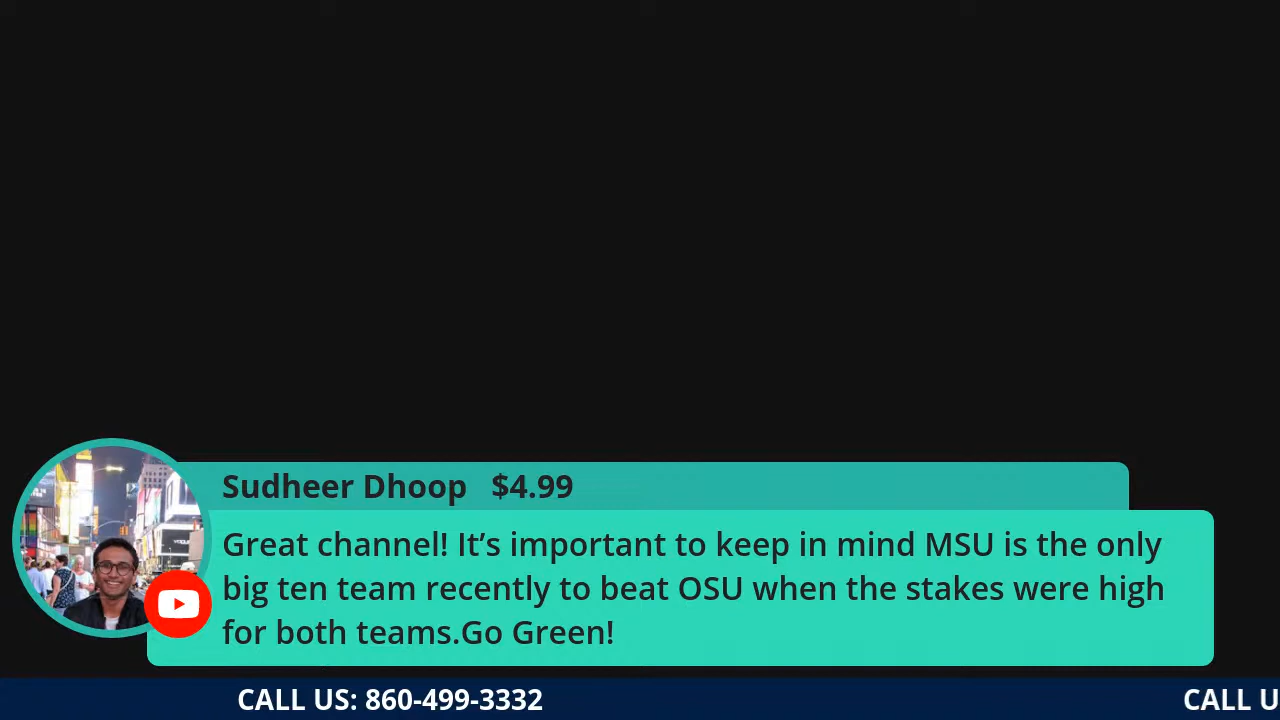 Sudheer Dhoop $4.99
Great channel! It’s important to keep in mind MSU is the only
big ten team recently to beat OSU when the stakes were high
for both teams.Go Green!
CALL US: 860-499-3332
CALL U